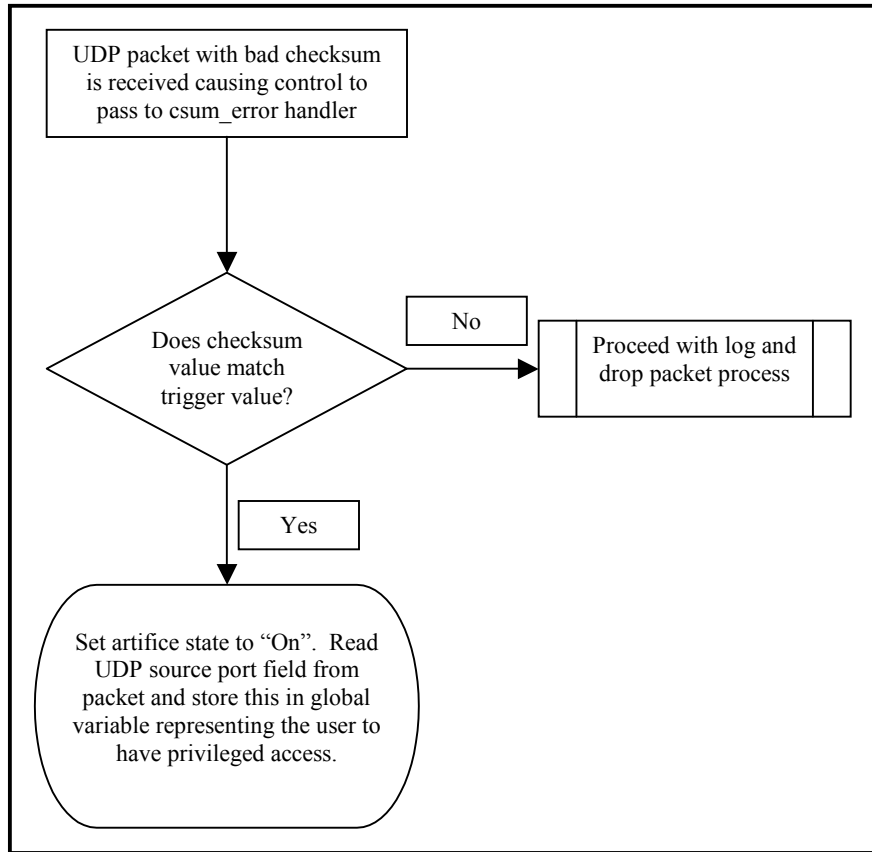 UDP packet with bad checksum
is received causing control to
pass to csum_error handler
Does checksum
value match
trigger value?
No
Proceed with log and
drop packet process
Yes
Set artifice state to “On”.  Read
UDP source port field from
packet and store this in global
variable representing the user to
have privileged access.